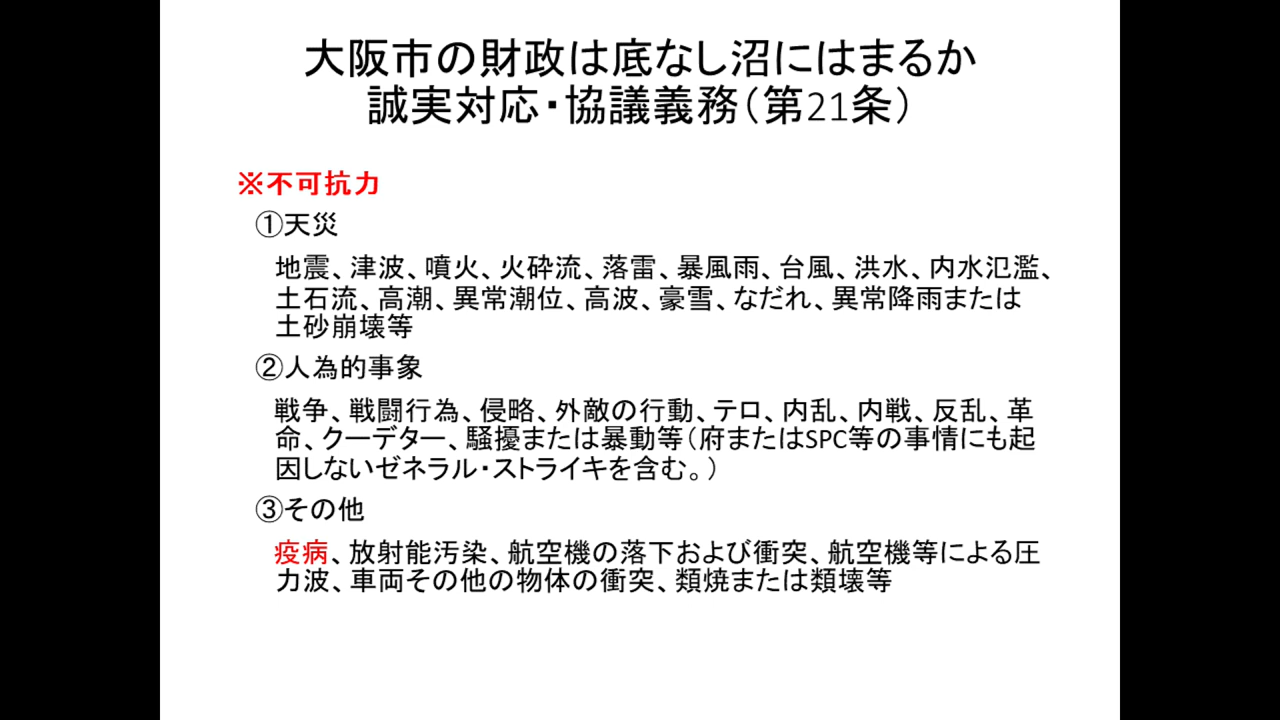 大阪市の財政は底なし沼にはまるか
誠実対応・協議義務（第21条）
※不可抗力
①天災
地震、津波、噴火、火砕流、落雷、暴風雨、台風、洪水、内水氾濫、
土石流、高潮、異常潮位、高波、豪雪、なだれ、異常降雨または
土砂崩壊等
②人為的事象
戦争、戦闘行為、侵略、外敵の行動、テロ、内乱、内戦、反乱、革
命、クーデター、騒擾または暴動等（府またはSPC等の事情にも起
因しないゼネラル・ストライキを含む。）
③その他
疫病、放射能汚染、航空機の落下および衝突、航空機等による圧
力波、車両その他の物体の衝突、類焼または類壊等